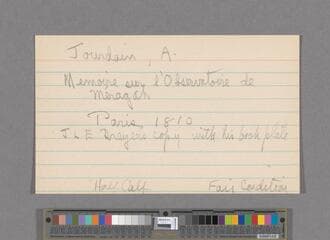 Jourdain, A.
Memoire sur l'Observatoire de
Meragah
Paris 1810
J L E Dreyer's copy with his book plate
Half Calf Fair Condition